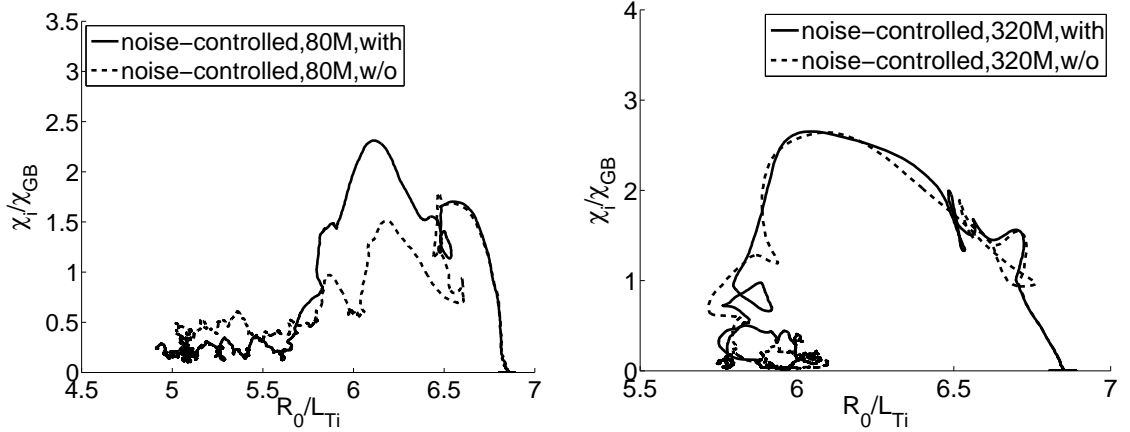 3.5
3
2.5
2
1.5
1
0.5
0
4.5 5 5.5 6 6.5 7
χi/χGB
R0/LTi
noise−controlled,80M,with
noise−controlled,80M,w/o
4
3
2
1
0
5.5 6 6.5 7
χi/χGB
R0/LTi
noise−controlled,320M,with
noise−controlled,320M,w/o